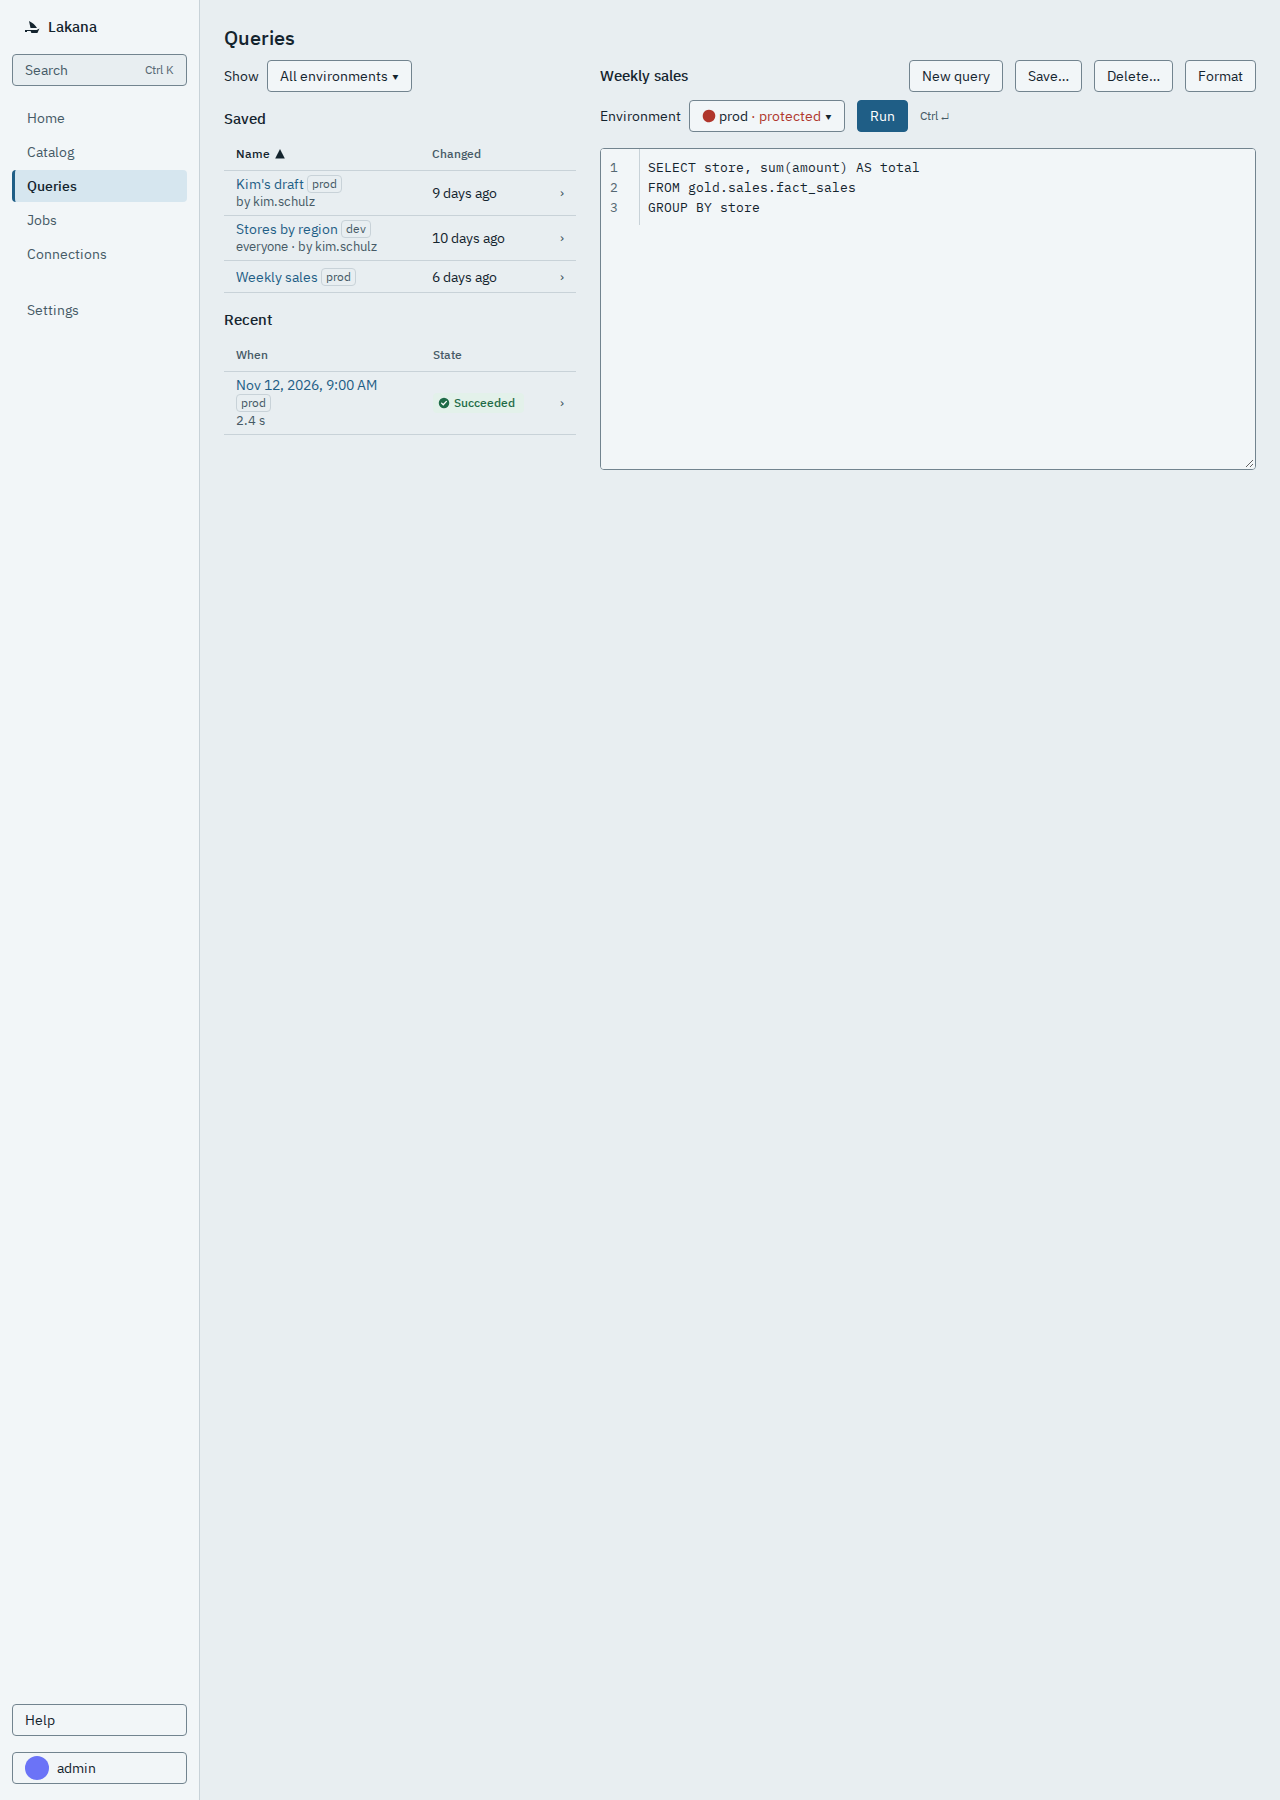 Lakana
Search Ctrl K
Home
Catalog
Queries
Jobs
Connections
Settings
Help
admin
Queries
Show All environments ▾
Saved
Name ▲ Changed
Kim's draft prod 9 days ago ›
by kim.schulz
Stores by region dev 10 days ago ›
everyone · by kim.schulz
Weekly sales prod 6 days ago ›
Recent
When State
Nov 12, 2026, 9:00 AM
prod Succeeded ›
2.4 s
Weekly sales New query Save... Delete... Format
Environment prod · protected ▾ Run Ctrl ↵
1 SELECT store, sum(amount) AS total
2 FROM gold.sales.fact_sales
3 GROUP BY store